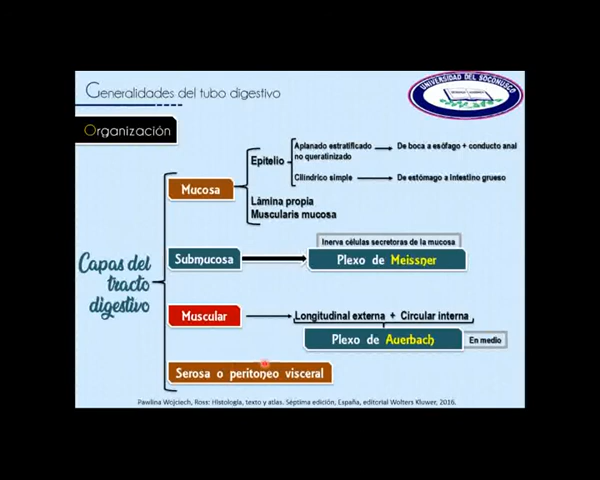 Generalidades del tubo digestivo
UNIVERSIDAD DEL SOCONUSCO
Organización
Capas del
tracto
digestivo
Mucosa
Epitelio
Aplanado estratificado
no queratinizado
De boca a esófago + conducto anal
Cilíndrico simple
De estómago a intestino grueso
Lámina propia
Muscularis mucosa
Submucosa
Inerva células secretoras de la mucosa
Plexo de Meissner
Muscular
Longitudinal externa + Circular interna
Plexo de Auerbach
En medio
Serosa o peritoneo visceral
Pawlina Wojciech, Ross: Histología, texto y atlas. Séptima edición, España, editorial Wolters Kluwer, 2016.